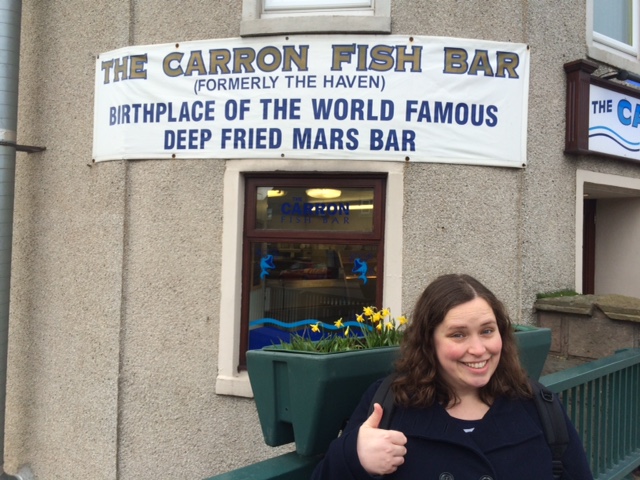 THE CARRON FISH BAR
(FORMERLY THE HAVEN)
BIRTHPLACE OF THE WORLD FAMOUS
DEEP FRIED MARS BAR
THE
CARRON
FISH BAR
THE